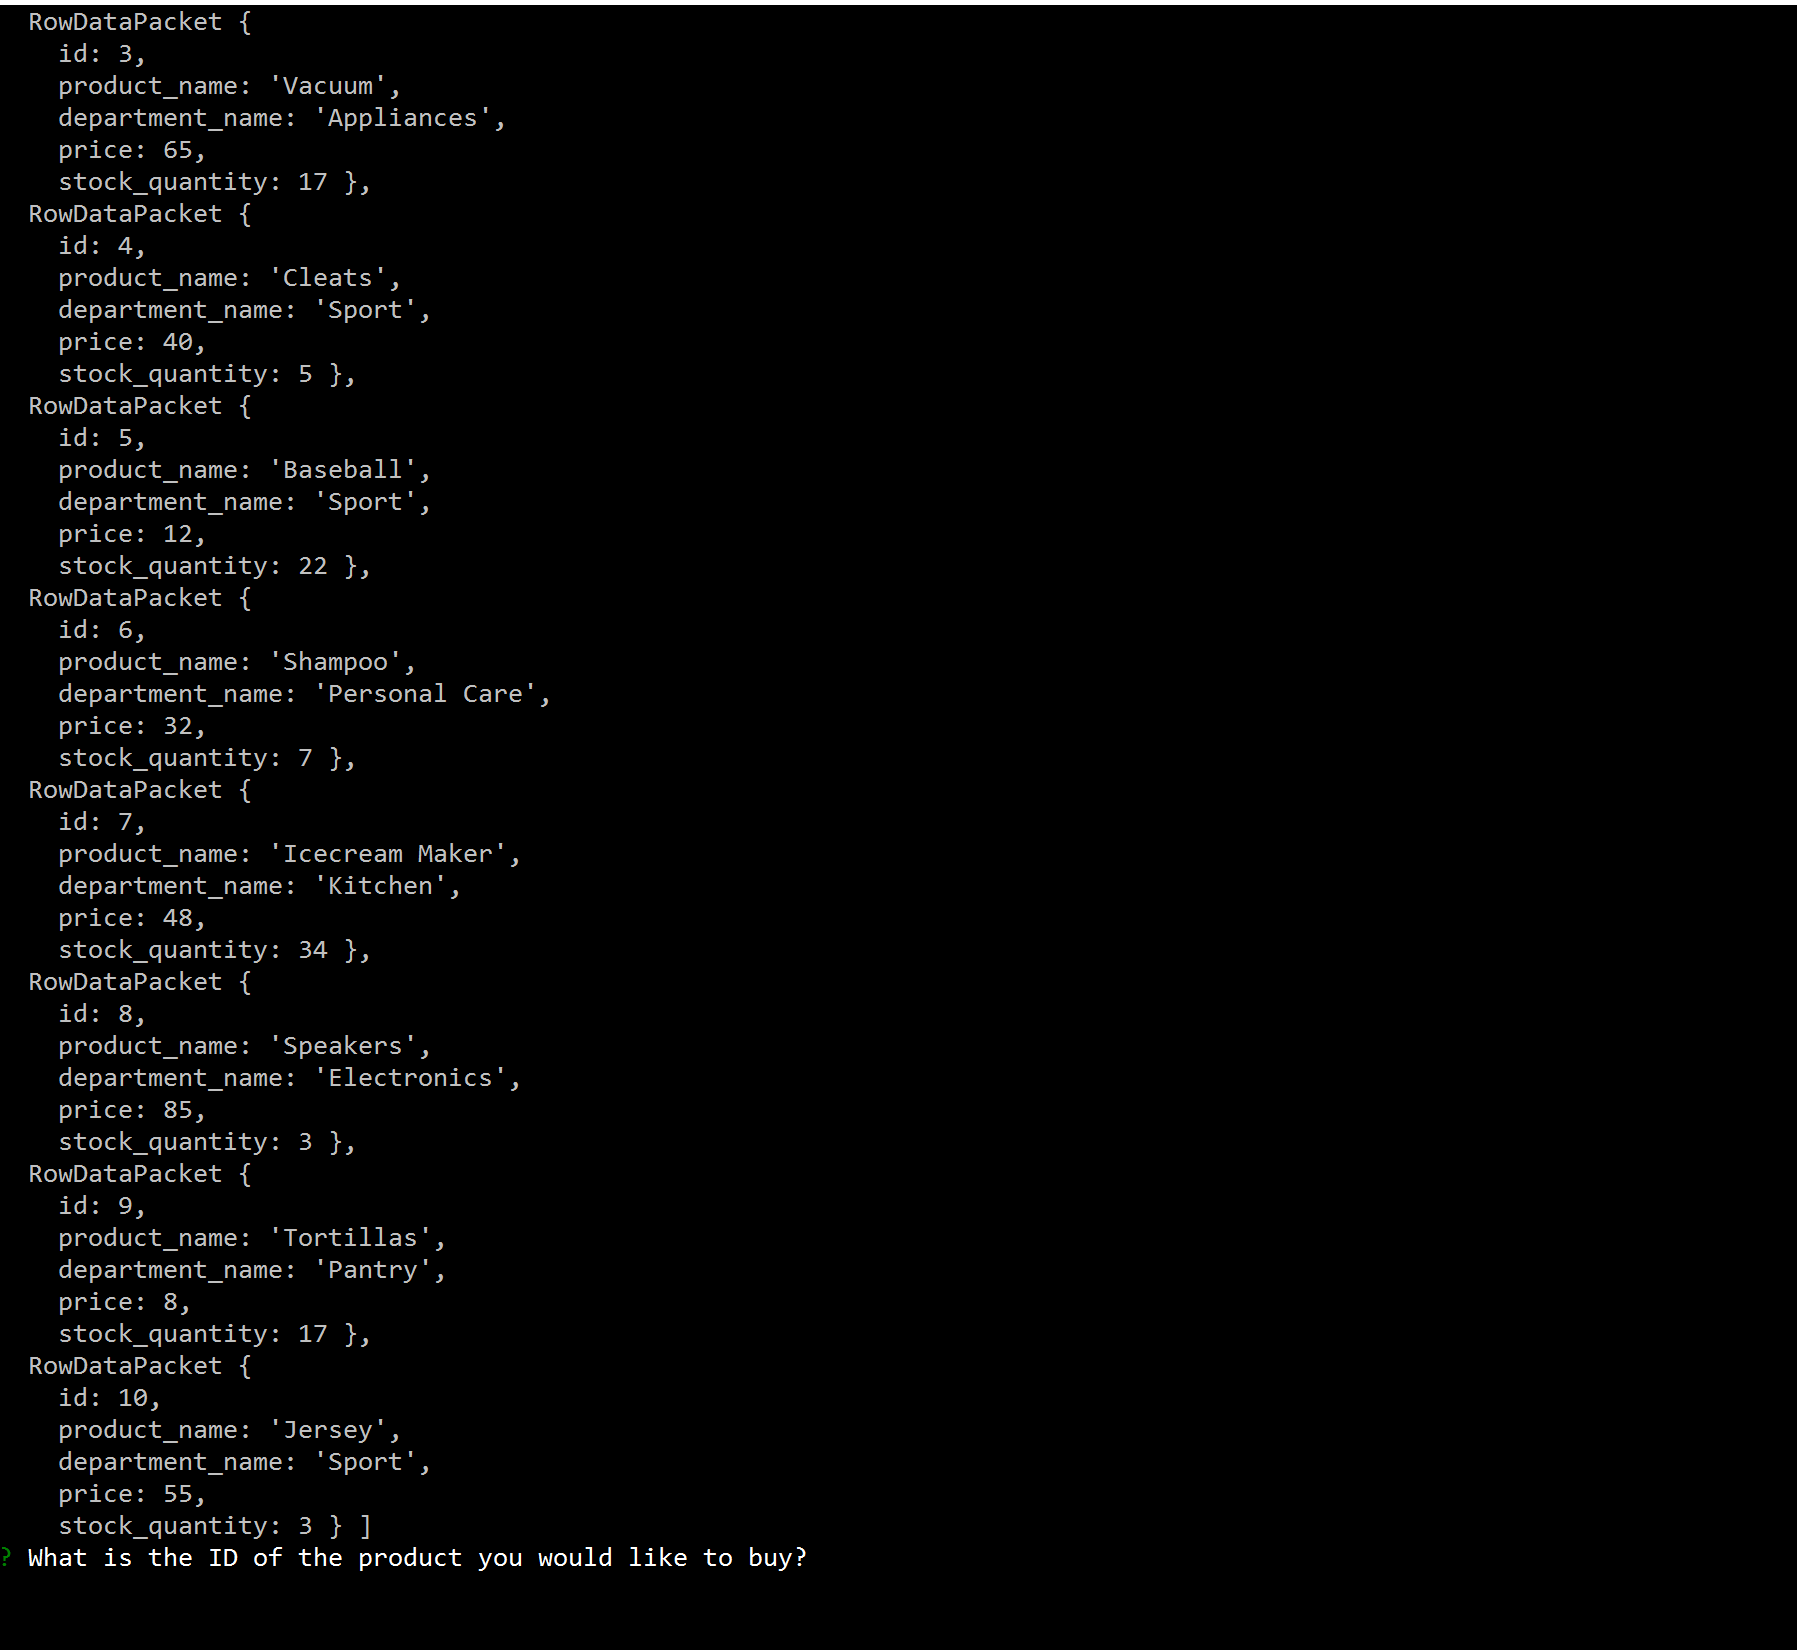 RowDataPacket {
id: 3,
product_name: 'Vacuum',
department_name: 'Appliances',
price: 65,
stock_quantity: 17 },
RowDataPacket {
id: 4,
product_name: 'Cleats',
department_name: 'Sport',
price: 40,
stock_quantity: 5 },
RowDataPacket {
id: 5,
product_name: 'Baseball',
department_name: 'Sport',
price: 12,
stock_quantity: 22 },
RowDataPacket {
id: 6,
product_name: 'Shampoo',
department_name: 'Personal Care',
price: 32,
stock_quantity: 7 },
RowDataPacket {
id: 7,
product_name: 'Icecream Maker',
department_name: 'Kitchen',
price: 48,
stock_quantity: 34 },
RowDataPacket {
id: 8,
product_name: 'Speakers',
department_name: 'Electronics',
price: 85,
stock_quantity: 3 },
RowDataPacket {
id: 9,
product_name: 'Tortillas',
department_name: 'Pantry',
price: 8,
stock_quantity: 17 },
RowDataPacket {
id: 10,
product_name: 'Jersey',
department_name: 'Sport',
price: 55,
stock_quantity: 3 } ]
? What is the ID of the product you would like to buy?